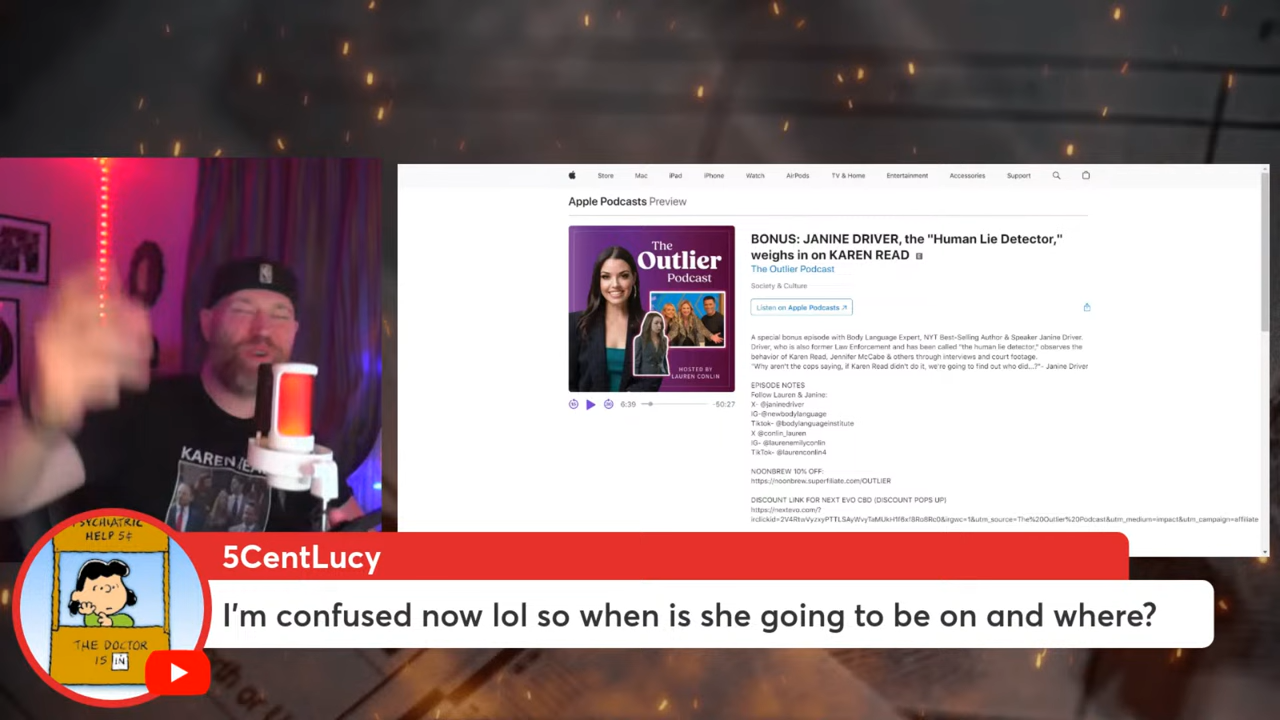 Store Mac iPad iPhone Watch AirPods TV & Home Entertainment Accessories Support
Apple Podcasts Preview
The
Outlier
Podcast
HOSTED BY
LAUREN CONLIN
6:39
-50:27
BONUS: JANINE DRIVER, the "Human Lie Detector,"
weighs in on KAREN READ
The Outlier Podcast
Society & Culture
Listen on Apple Podcasts ↗
A special bonus episode with Body Language Expert, NYT Best-Selling Author & Speaker Janine Driver.
Driver, who is also former Law Enforcement and has been called "the human lie detector," observes the
behavior of Karen Read, Jennifer McCabe & others through interviews and court footage.
"Why aren't the cops saying, if Karen Read didn't do it, we're going to find out who did...?"- Janine Driver
EPISODE NOTES
Follow Lauren & Janine:
X- @janinedriver
IG-@newbodylanguage
Tiktok- @bodylanguageinstitute
X @conlin_lauren
IG- @laurenemilyconlin
TikTok- @laurenconlin4
NOONBREW 10% OFF:
https://noonbrew.superfiliate.com/OUTLIER
DISCOUNT LINK FOR NEXT EVO CBD (DISCOUNT POPS UP)
https://nextevo.com/?
KAREN
PSYCHIATRIC
HELP 5¢
THE DOCTOR
IS IN
5CentLucy
I'm confused now lol so when is she going to be on and where?